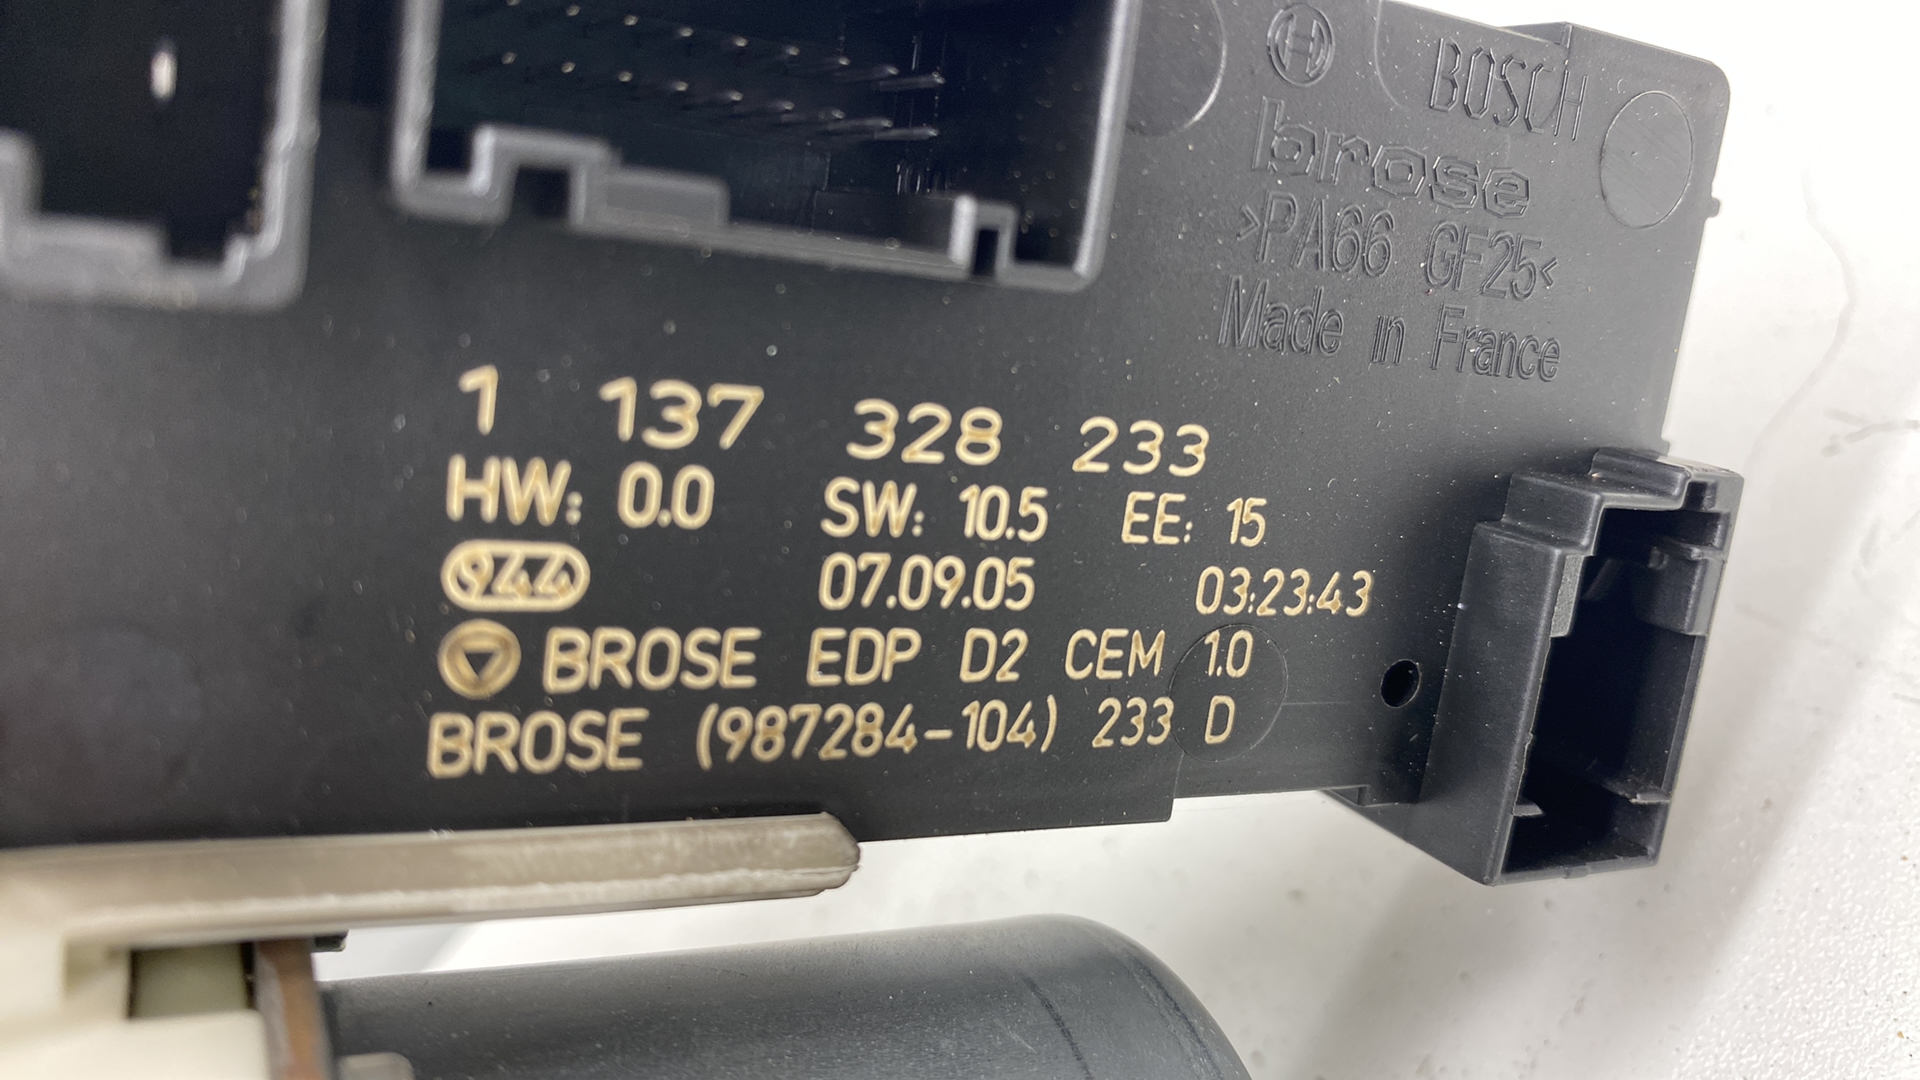 BOSCH
brose
>PA66 GF25<
Made in France
1 137 328 233
HW: 0.0 SW: 10.5 EE: 15
944 07.09.05 03:23:43
BROSE EDP D2 CEM 1.0
BROSE (987284-104) 233 D